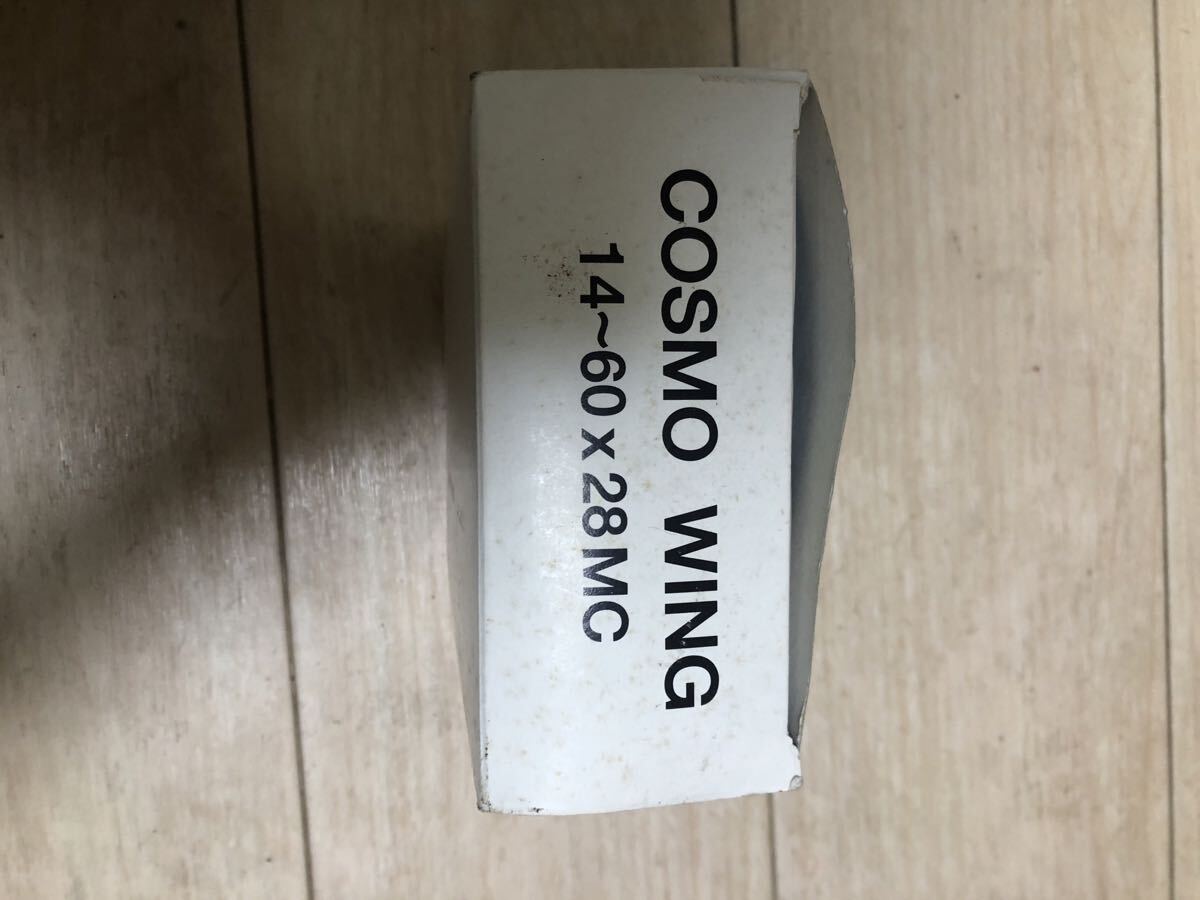 COSMO WING
14~60 x 28 MC